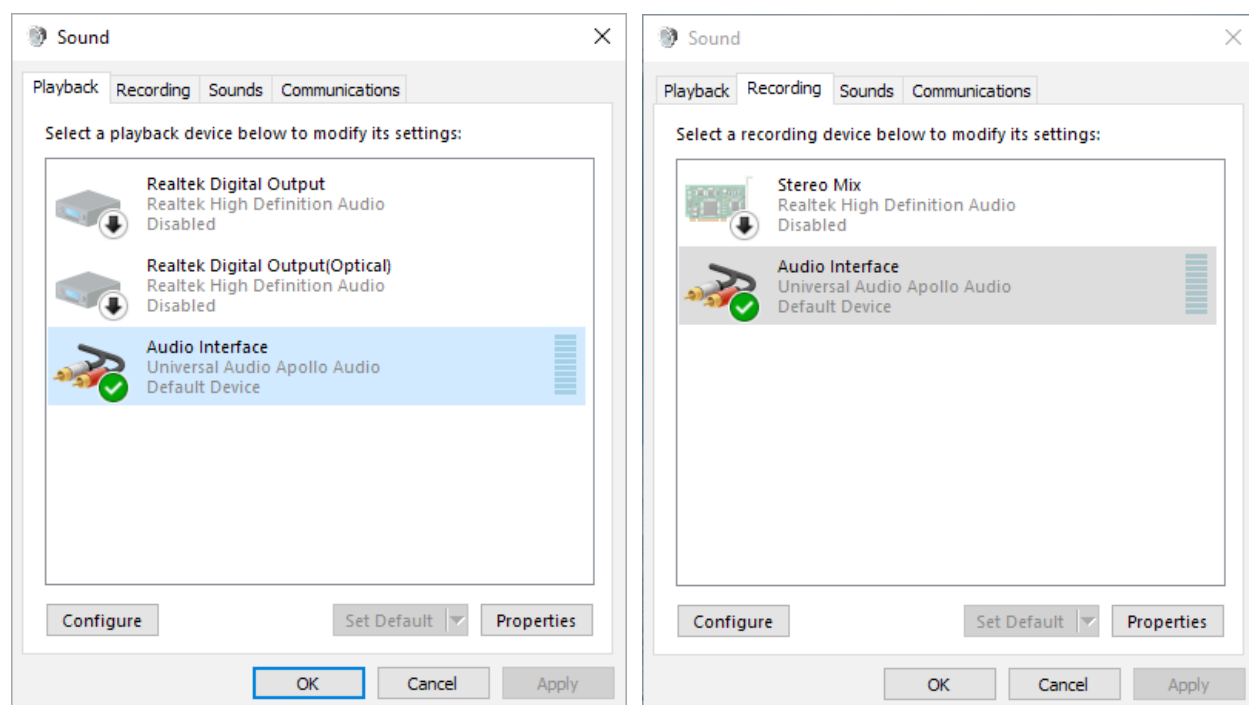 Sound
Playback Recording Sounds Communications
Select a playback device below to modify its settings:
Realtek Digital Output
Realtek High Definition Audio
Disabled
Realtek Digital Output(Optical)
Realtek High Definition Audio
Disabled
Audio Interface
Universal Audio Apollo Audio
Default Device
Configure Set Default Properties
OK Cancel Apply
Sound
Playback Recording Sounds Communications
Select a recording device below to modify its settings:
Stereo Mix
Realtek High Definition Audio
Disabled
Audio Interface
Universal Audio Apollo Audio
Default Device
Configure Set Default Properties
OK Cancel Apply